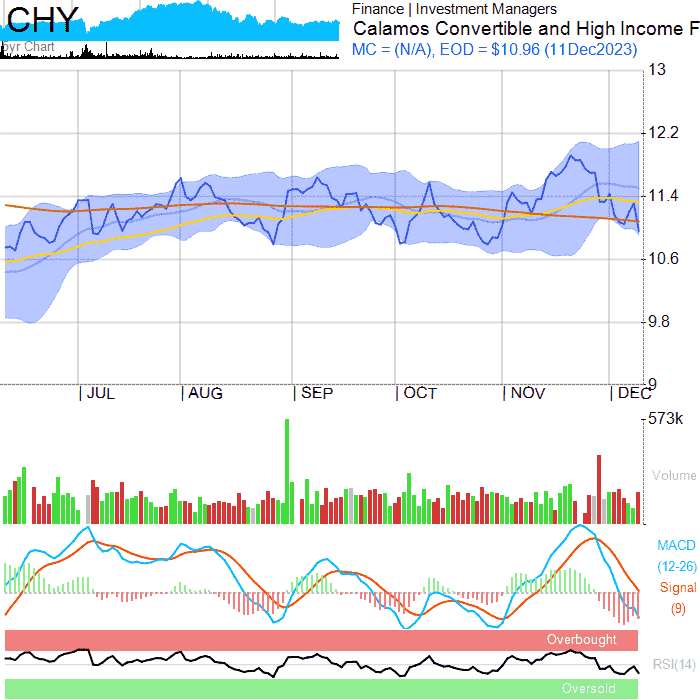 CHY
5yr Chart
Finance | Investment Managers
Calamos Convertible and High Income F
MC = (N/A), EOD = $10.96 (11Dec2023)
13
12.2
11.4
10.6
9.8
9
| JUL | AUG | SEP | OCT | NOV | DEC
573k
Volume
MACD
(12-26)
Signal
(9)
Overbought
RSI(14)
Oversold